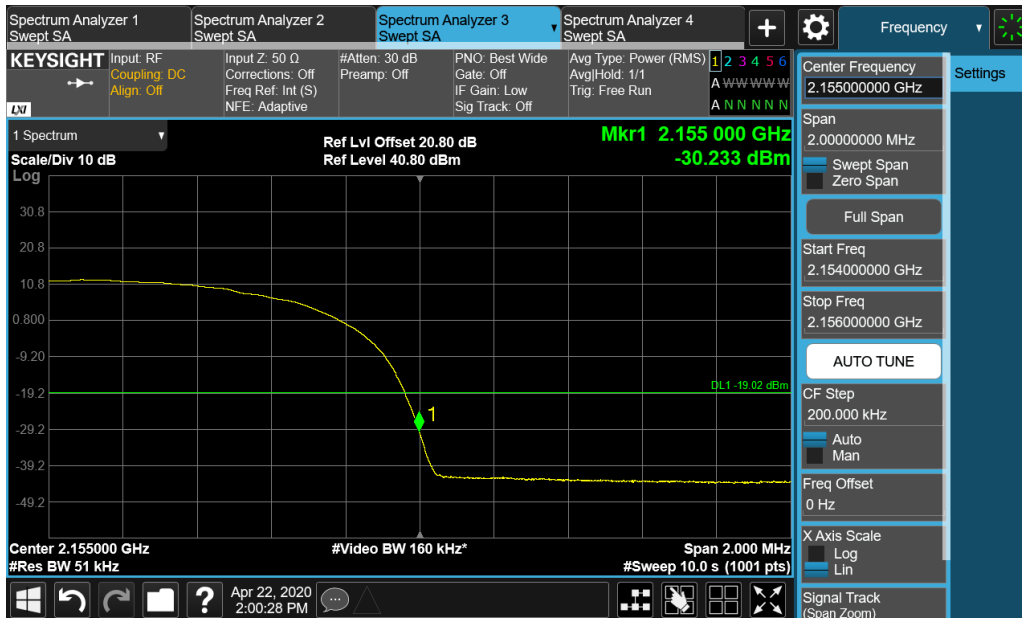 Spectrum Analyzer 1
Swept SA
Spectrum Analyzer 2
Swept SA
Spectrum Analyzer 3
Swept SA
Spectrum Analyzer 4
Swept SA
+
Frequency
KEYSIGHT
LXI
Input: RF
Coupling: DC
Align: Off
Input Z: 50 Ω
Corrections: Off
Freq Ref: Int (S)
NFE: Adaptive
#Atten: 30 dB
Preamp: Off
PNO: Best Wide
Gate: Off
IF Gain: Low
Sig Track: Off
Avg Type: Power (RMS)
Avg|Hold: 1/1
Trig: Free Run
1 2 3 4 5 6
A W W W W W
A N N N N N
1 Spectrum
Scale/Div 10 dB
Ref Lvl Offset 20.80 dB
Ref Level 40.80 dBm
Mkr1 2.155 000 GHz
-30.233 dBm
Log
30.8
20.8
10.8
0.800
-9.20
-19.2
-29.2
-39.2
-49.2
DL1 -19.02 dBm
1
Center 2.155000 GHz
#Res BW 51 kHz
#Video BW 160 kHz*
Span 2.000 MHz
#Sweep 10.0 s (1001 pts)
Center Frequency
2.155000000 GHz
Span
2.00000000 MHz
Swept Span
Zero Span
Full Span
Start Freq
2.154000000 GHz
Stop Freq
2.156000000 GHz
AUTO TUNE
CF Step
200.000 kHz
Auto
Man
Freq Offset
0 Hz
X Axis Scale
Log
Lin
Signal Track
(Span Zoom)
Settings
?
Apr 22, 2020
2:00:28 PM